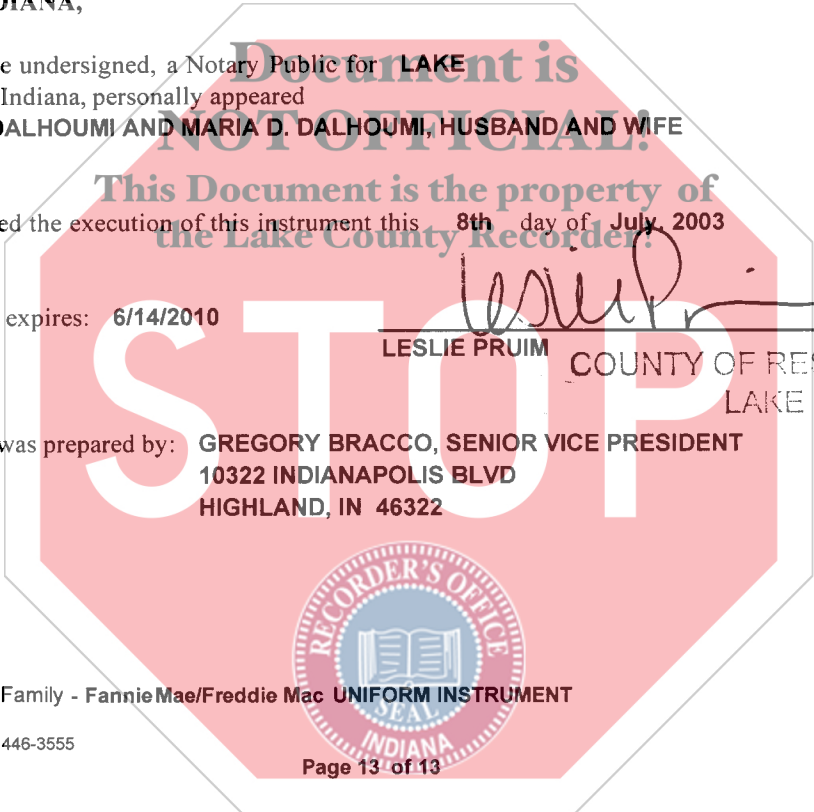 DIANA,
Document is
e undersigned, a Notary Public for LAKE
Indiana, personally appeared
NOT OFFICIAL!
DALHOUMI AND MARIA D. DALHOUMI, HUSBAND AND WIFE
This Document is the property of
ed the execution of this instrument this 8th day of July, 2003
the Lake County Recorder!
Leslie Pruim
expires: 6/14/2010
LESLIE PRUIM
COUNTY OF RES
LAKE
STOP
was prepared by: GREGORY BRACCO, SENIOR VICE PRESIDENT
10322 INDIANAPOLIS BLVD
HIGHLAND, IN 46322
RECORDER'S OFFICE
SEAL
INDIANA
Family - FannieMae/Freddie Mac UNIFORM INSTRUMENT
446-3555
Page 13 of 13